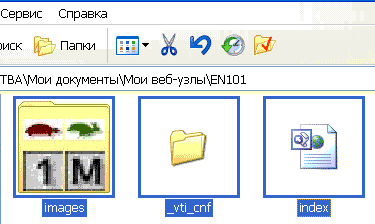 Сервис Справка
иск Папки
ТВА\Мои документы\Мои веб-узлы\EN101
1 M
images _vti_cnf index